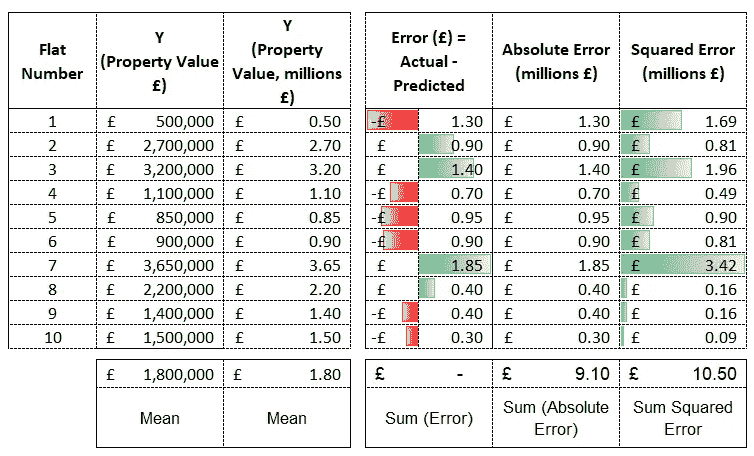 Flat Number
Y (Property Value £)
Y (Property Value, millions £)
Error (£) = Actual - Predicted
Absolute Error (millions £)
Squared Error (millions £)
1 £ 500,000 £ 0.50 -£ 1.30 £ 1.30 £ 1.69
2 £ 2,700,000 £ 2.70 £ 0.90 £ 0.90 £ 0.81
3 £ 3,200,000 £ 3.20 £ 1.40 £ 1.40 £ 1.96
4 £ 1,100,000 £ 1.10 -£ 0.70 £ 0.70 £ 0.49
5 £ 850,000 £ 0.85 -£ 0.95 £ 0.95 £ 0.90
6 £ 900,000 £ 0.90 -£ 0.90 £ 0.90 £ 0.81
7 £ 3,650,000 £ 3.65 £ 1.85 £ 1.85 £ 3.42
8 £ 2,200,000 £ 2.20 £ 0.40 £ 0.40 £ 0.16
9 £ 1,400,000 £ 1.40 -£ 0.40 £ 0.40 £ 0.16
10 £ 1,500,000 £ 1.50 -£ 0.30 £ 0.30 £ 0.09
£ 1,800,000 £ 1.80 £ - £ 9.10 £ 10.50
Mean Mean Sum (Error) Sum (Absolute Error) Sum Squared Error